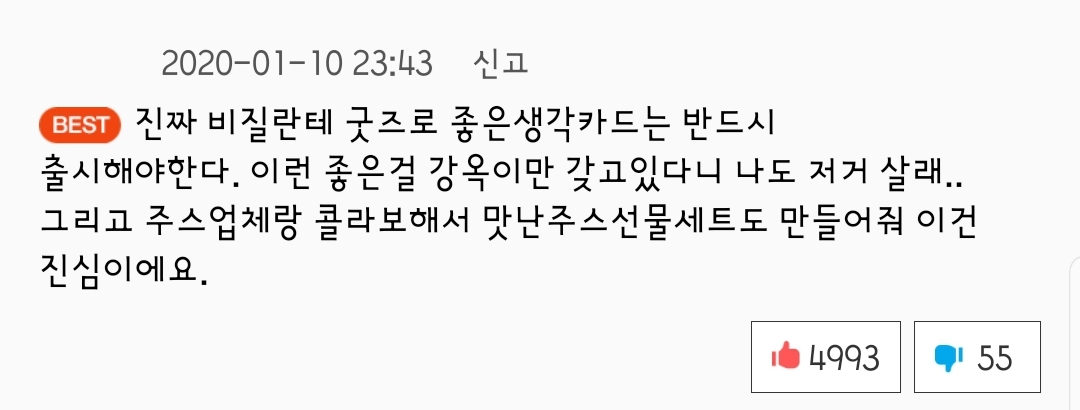 2020-01-10 23:43 신고
BEST 진짜 비질란테 굿즈로 좋은생각카드는 반드시
출시해야한다. 이런 좋은걸 강옥이만 갖고있다니 나도 저거 살래..
그리고 주스업체랑 콜라보해서 맛난주스선물세트도 만들어줘 이건
진심이에요.
4993 55